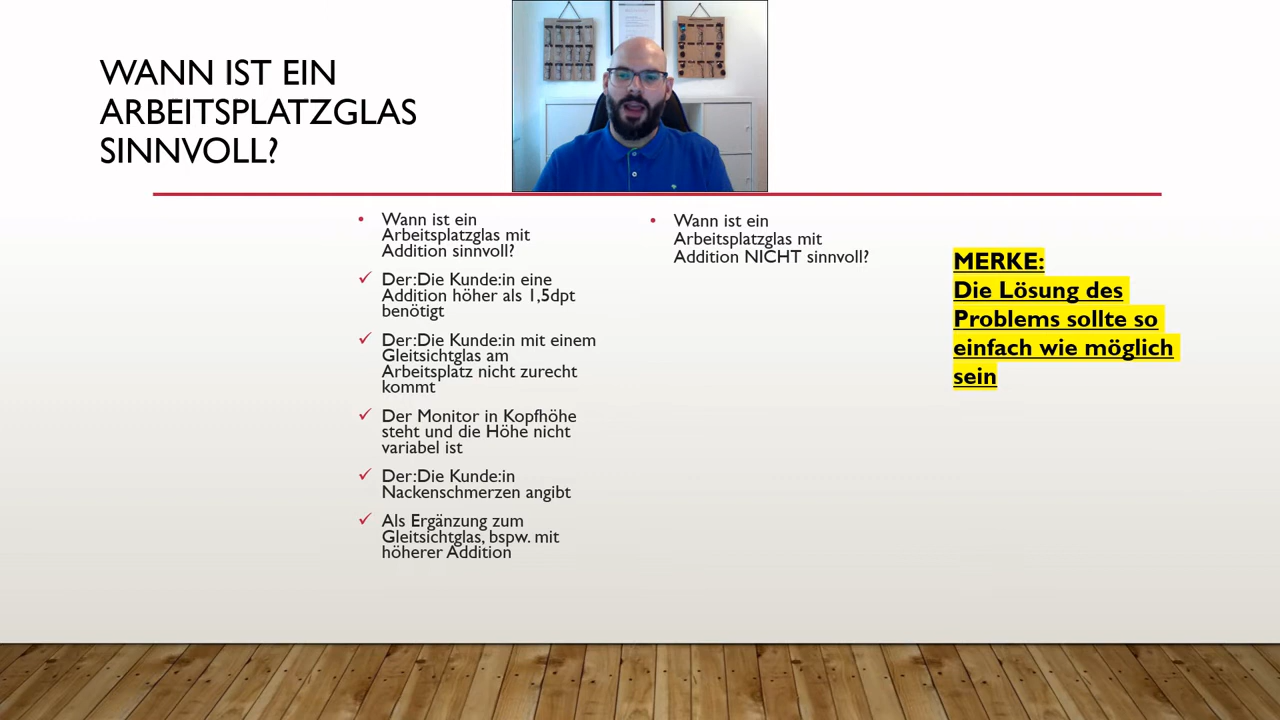 WANN IST EIN
ARBEITSPLATZGLAS
SINNVOLL?
• Wann ist ein
Arbeitsplatzglas mit
Addition sinnvoll?
✓ Der:Die Kunde:in eine
Addition höher als 1,5dpt
benötigt
✓ Der:Die Kunde:in mit einem
Gleitsichtglas am
Arbeitsplatz nicht zurecht
kommt
✓ Der Monitor in Kopfhöhe
steht und die Höhe nicht
variabel ist
✓ Der:Die Kunde:in
Nackenschmerzen angibt
✓ Als Ergänzung zum
Gleitsichtglas, bspw. mit
höherer Addition
• Wann ist ein
Arbeitsplatzglas mit
Addition NICHT sinnvoll?
MERKE:
Die Lösung des
Problems sollte so
einfach wie möglich
sein